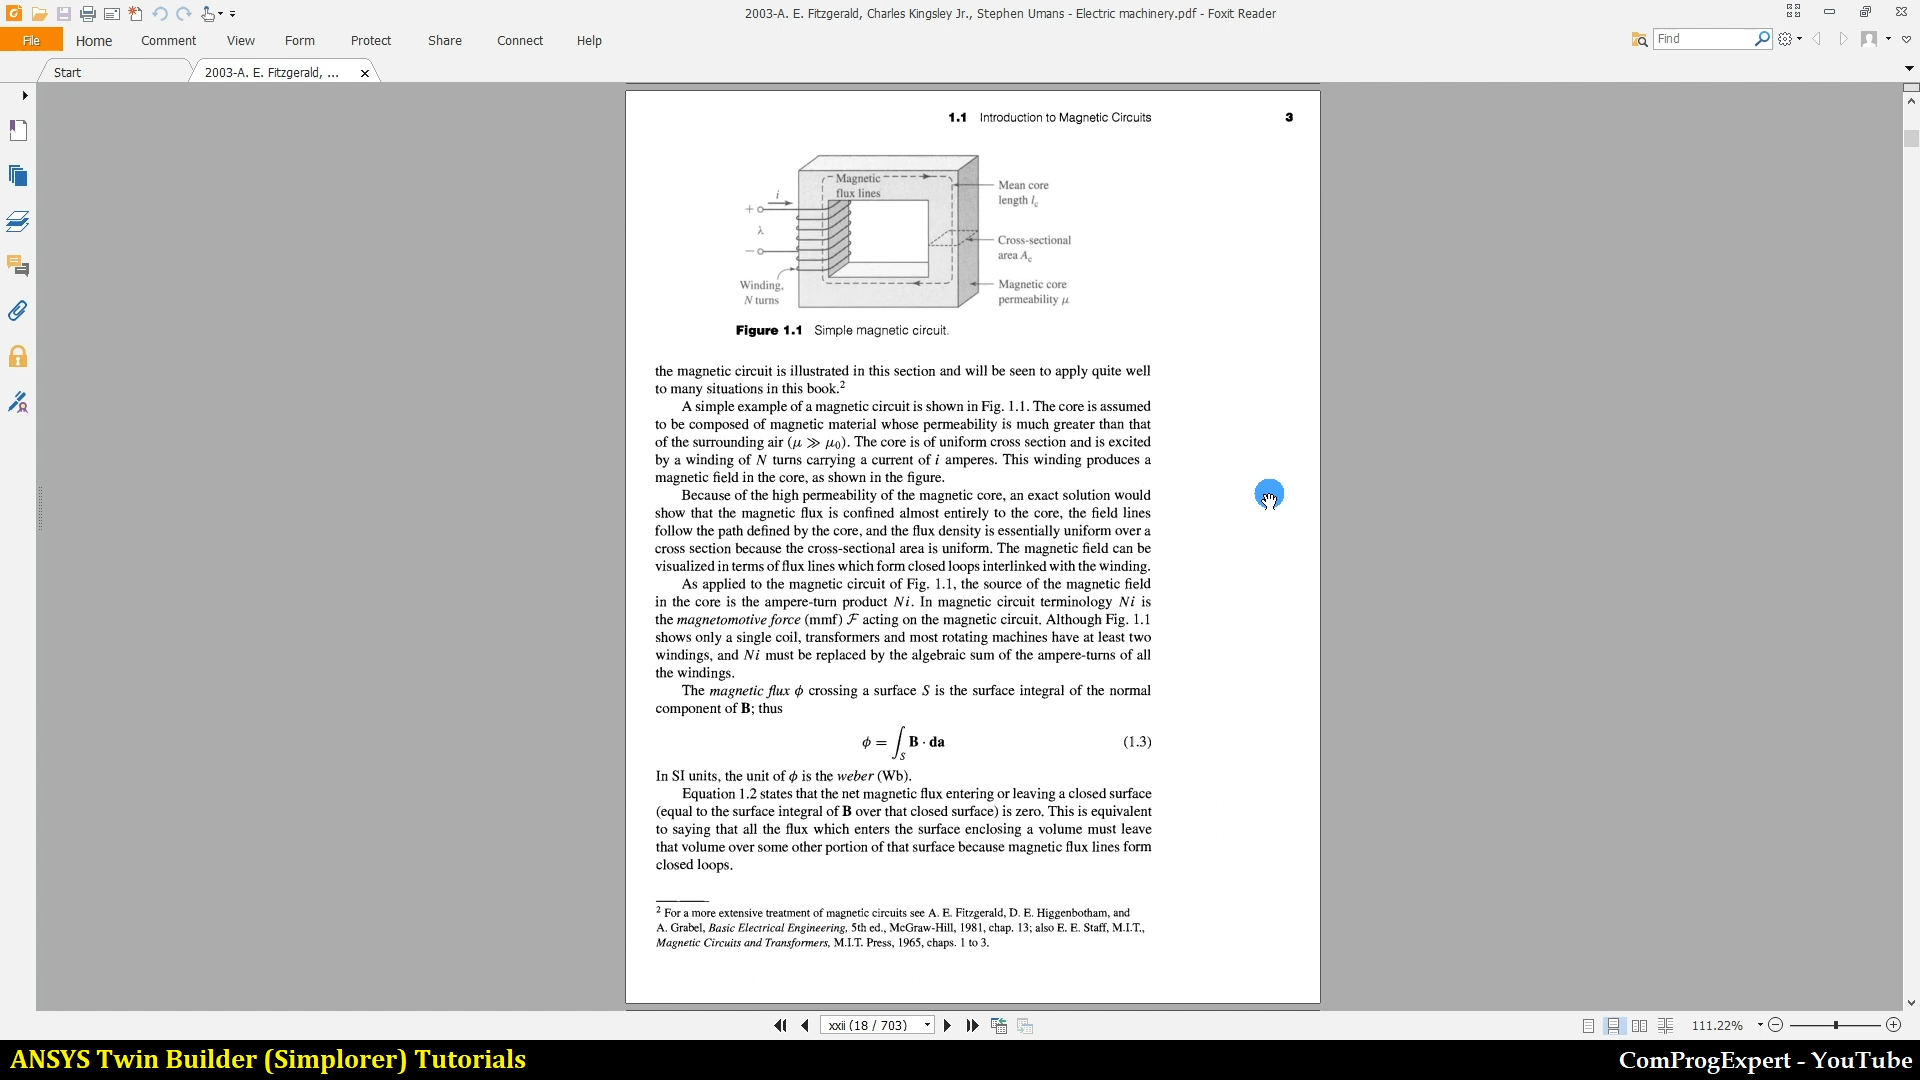 2003-A. E. Fitzgerald, Charles Kingsley Jr., Stephen Umans - Electric machinery.pdf - Foxit Reader
File Home Comment View Form Protect Share Connect Help Find
Start 2003-A. E. Fitzgerald, ...
1.1 Introduction to Magnetic Circuits 3
Magnetic
flux lines
i
+
λ
−
Winding,
N turns
Mean core
length lc
Cross-sectional
area Ac
Magnetic core
permeability μ
Figure 1.1 Simple magnetic circuit.
the magnetic circuit is illustrated in this section and will be seen to apply quite well
to many situations in this book.²
A simple example of a magnetic circuit is shown in Fig. 1.1. The core is assumed
to be composed of magnetic material whose permeability is much greater than that
of the surrounding air (μ ≫ μ₀). The core is of uniform cross section and is excited
by a winding of N turns carrying a current of i amperes. This winding produces a
magnetic field in the core, as shown in the figure.
Because of the high permeability of the magnetic core, an exact solution would
show that the magnetic flux is confined almost entirely to the core, the field lines
follow the path defined by the core, and the flux density is essentially uniform over a
cross section because the cross-sectional area is uniform. The magnetic field can be
visualized in terms of flux lines which form closed loops interlinked with the winding.
As applied to the magnetic circuit of Fig. 1.1, the source of the magnetic field
in the core is the ampere-turn product Ni. In magnetic circuit terminology Ni is
the magnetomotive force (mmf) ℱ acting on the magnetic circuit. Although Fig. 1.1
shows only a single coil, transformers and most rotating machines have at least two
windings, and Ni must be replaced by the algebraic sum of the ampere-turns of all
the windings.
The magnetic flux ϕ crossing a surface S is the surface integral of the normal
component of B; thus
ϕ = ∫S B · da (1.3)
In SI units, the unit of ϕ is the weber (Wb).
Equation 1.2 states that the net magnetic flux entering or leaving a closed surface
(equal to the surface integral of B over that closed surface) is zero. This is equivalent
to saying that all the flux which enters the surface enclosing a volume must leave
that volume over some other portion of that surface because magnetic flux lines form
closed loops.
² For a more extensive treatment of magnetic circuits see A. E. Fitzgerald, D. E. Higgenbotham, and
A. Grabel, Basic Electrical Engineering, 5th ed., McGraw-Hill, 1981, chap. 13; also E. E. Staff, M.I.T.,
Magnetic Circuits and Transformers, M.I.T. Press, 1965, chaps. 1 to 3.
xxii (18 / 703) 111.22%
ANSYS Twin Builder (Simplorer) Tutorials ComProgExpert - YouTube